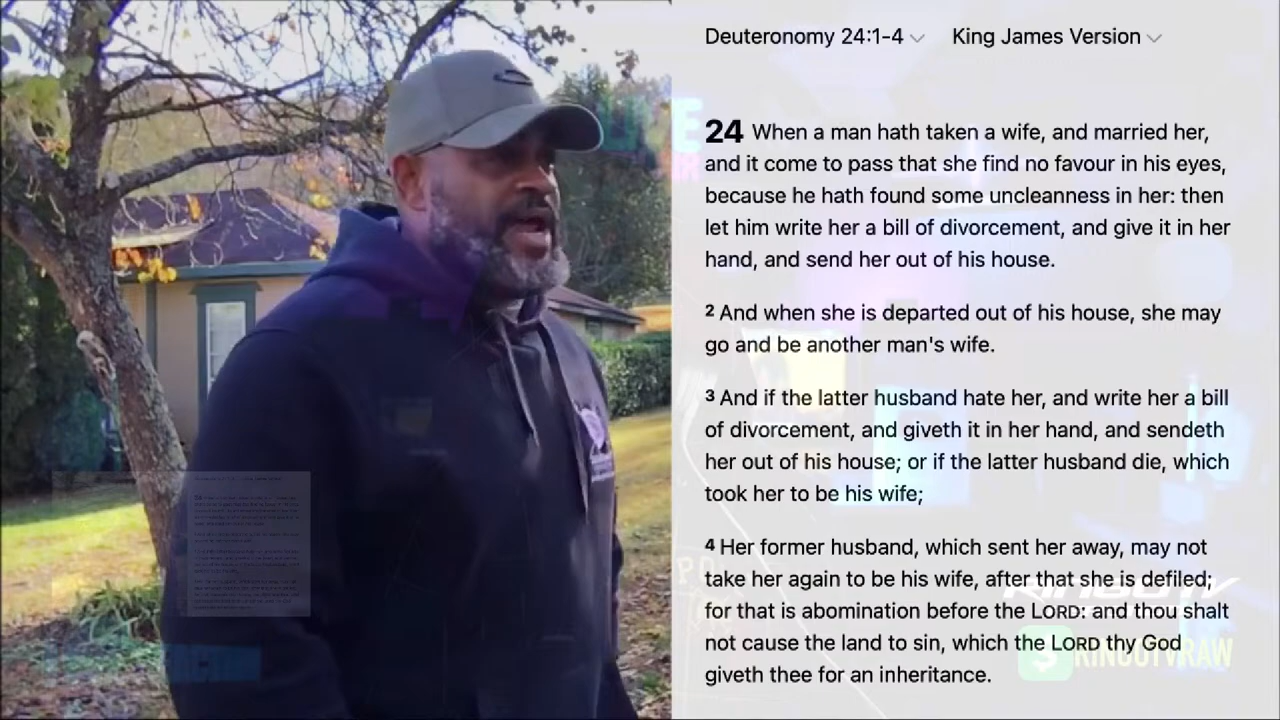 Deuteronomy 24:1-4
King James Version
24 When a man hath taken a wife, and married her,
and it come to pass that she find no favour in his eyes,
because he hath found some uncleanness in her: then
let him write her a bill of divorcement, and give it in her
hand, and send her out of his house.
2 And when she is departed out of his house, she may
go and be another man's wife.
3 And if the latter husband hate her, and write her a bill
of divorcement, and giveth it in her hand, and sendeth
her out of his house; or if the latter husband die, which
took her to be his wife;
4 Her former husband, which sent her away, may not
take her again to be his wife, after that she is defiled;
for that is abomination before the LORD: and thou shalt
not cause the land to sin, which the LORD thy God
giveth thee for an inheritance.